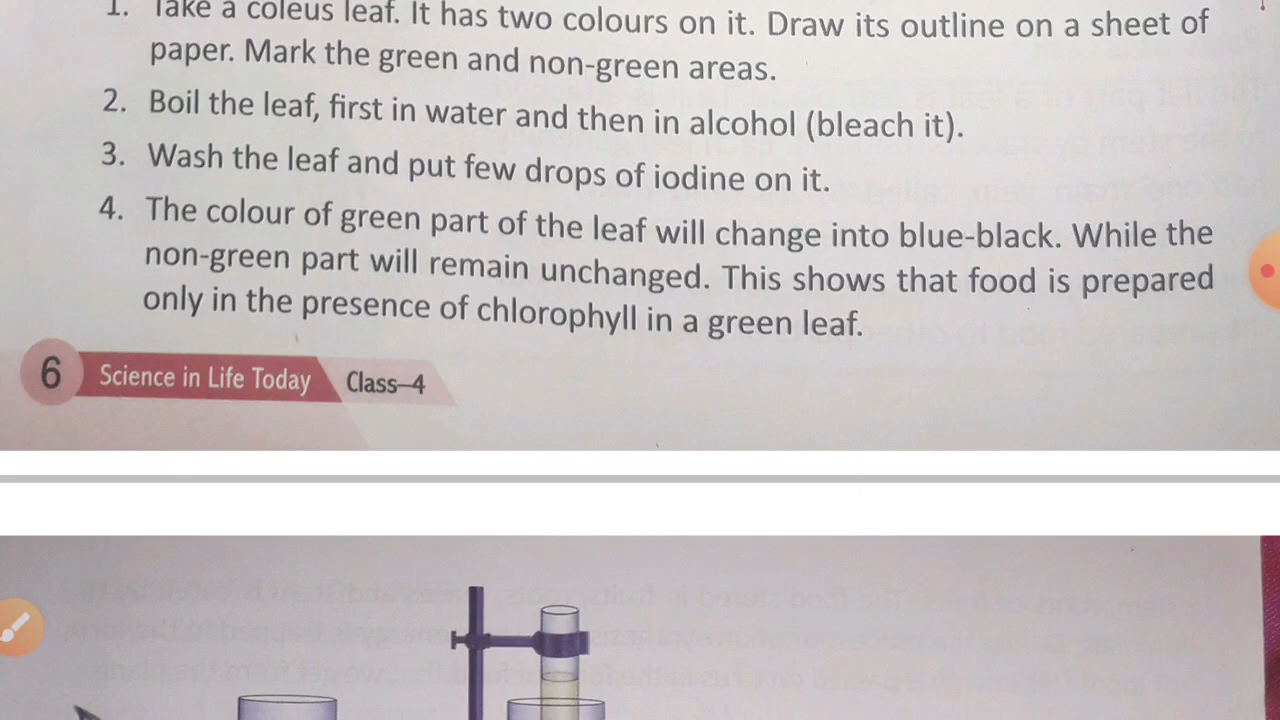 1. Take a coleus leaf. It has two colours on it. Draw its outline on a sheet of
paper. Mark the green and non-green areas.
2. Boil the leaf, first in water and then in alcohol (bleach it).
3. Wash the leaf and put few drops of iodine on it.
4. The colour of green part of the leaf will change into blue-black. While the
non-green part will remain unchanged. This shows that food is prepared
only in the presence of chlorophyll in a green leaf.
6 Science in Life Today Class–4